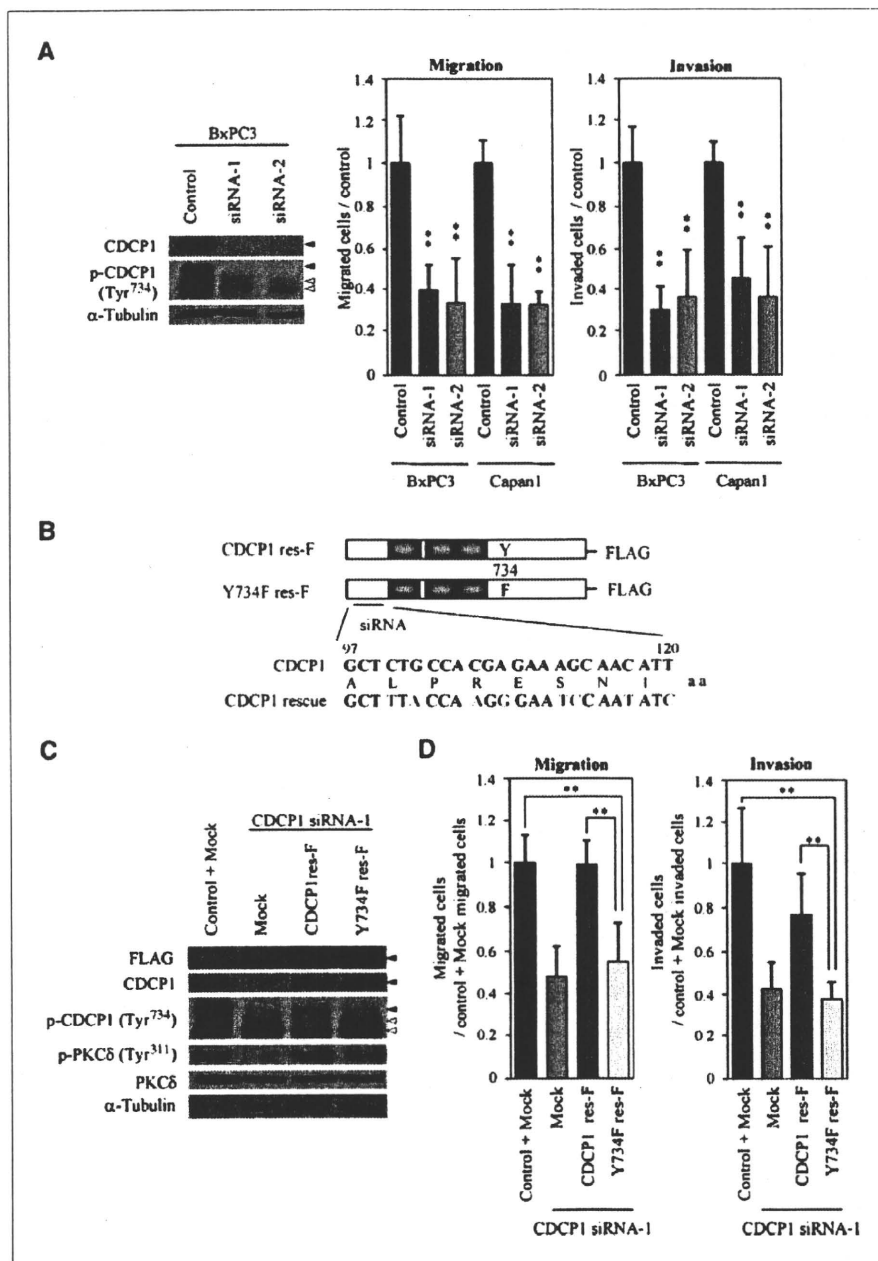 A
BxPC3
Control
siRNA-1
siRNA-2
CDCP1
p-CDCP1
(Tyr734)
α-Tubulin
Migration
Migrated cells / control
1.4
1.2
1
0.8
0.6
0.4
0.2
0
**
**
**
**
Control
siRNA-1
siRNA-2
Control
siRNA-1
siRNA-2
BxPC3
Capan1
Invasion
Invaded cells / control
1.4
1.2
1
0.8
0.6
0.4
0.2
0
**
**
**
**
Control
siRNA-1
siRNA-2
Control
siRNA-1
siRNA-2
BxPC3
Capan1
B
CDCP1 res-F
Y
FLAG
734
Y734F res-F
F
FLAG
siRNA
97
120
CDCP1
GCT CTG CCA CGA GAA AGC AAC ATT
A L P R E S N I aa
CDCP1 rescue
C
CDCP1 siRNA-1
Control + Mock
Mock
CDCP1 res-F
Y734F res-F
FLAG
CDCP1
p-CDCP1 (Tyr734)
p-PKCδ (Tyr311)
PKCδ
α-Tubulin
D
Migration
Migrated cells
/ control + Mock migrated cells
1.4
1.2
1
0.8
0.6
0.4
0.2
0
**
**
Control + Mock
Mock
CDCP1 res-F
Y734F res-F
CDCP1 siRNA-1
Invasion
Invaded cells
/ control + Mock invaded cells
1.4
1.2
1
0.8
0.6
0.4
0.2
0
**
**
Control + Mock
Mock
CDCP1 res-F
Y734F res-F
CDCP1 siRNA-1